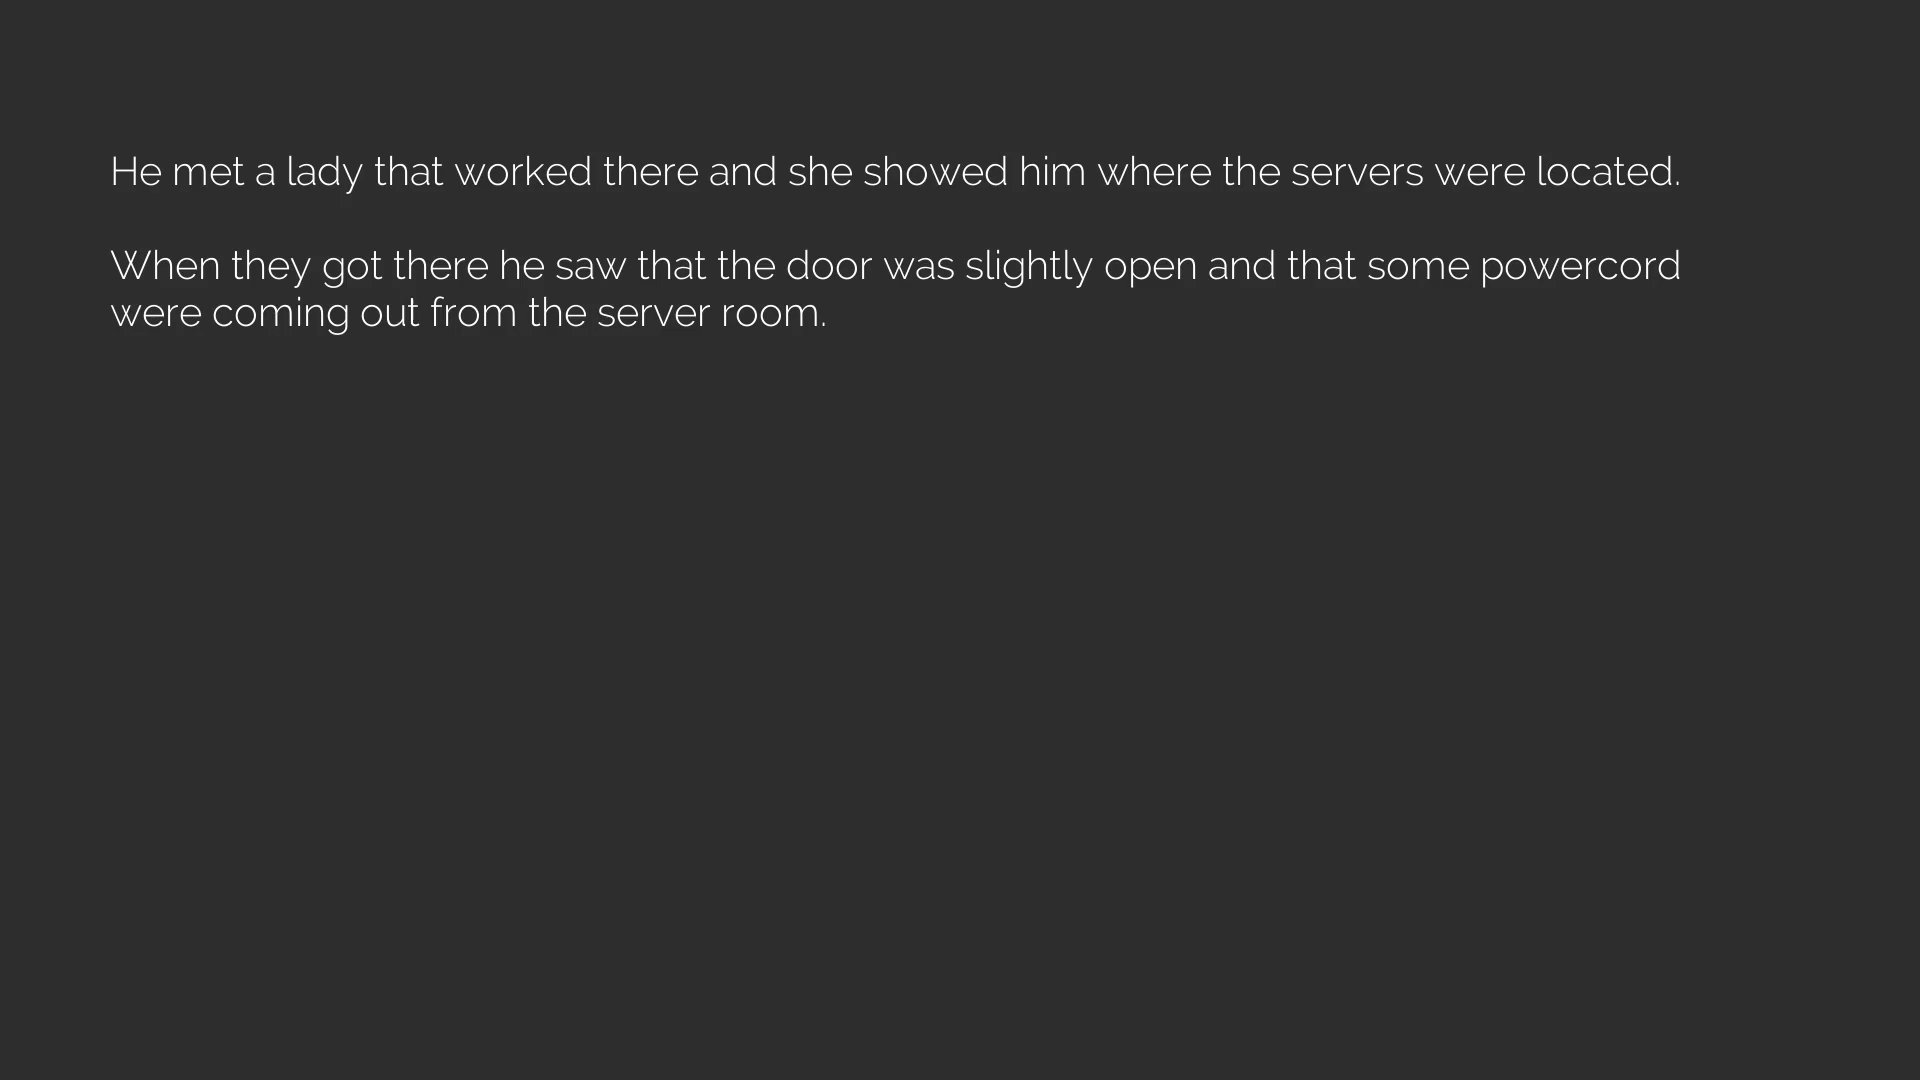 He met a lady that worked there and she showed him where the servers were located.
When they got there he saw that the door was slightly open and that some powercord
were coming out from the server room.